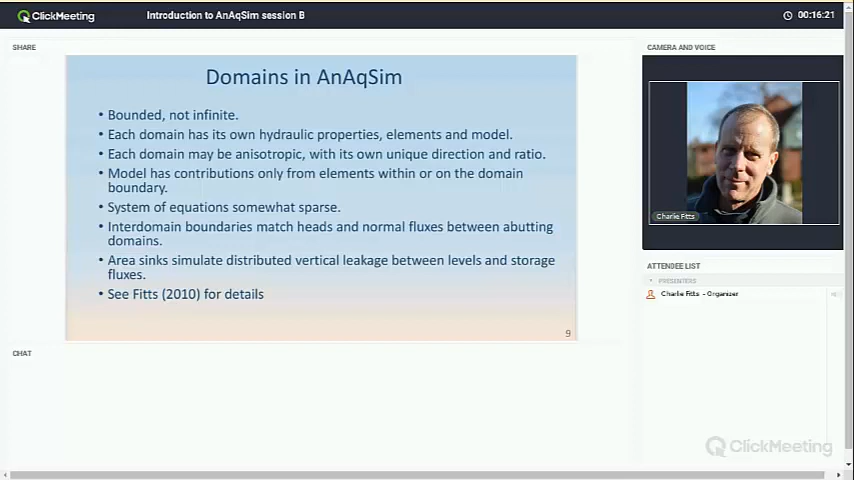 ClickMeeting
Introduction to AnAqSim session B
00:16:21
SHARE
CAMERA AND VOICE
Domains in AnAqSim
• Bounded, not infinite.
• Each domain has its own hydraulic properties, elements and model.
• Each domain may be anisotropic, with its own unique direction and ratio.
• Model has contributions only from elements within or on the domain
boundary.
• System of equations somewhat sparse.
• Interdomain boundaries match heads and normal fluxes between abutting
domains.
• Area sinks simulate distributed vertical leakage between levels and storage
fluxes.
• See Fitts (2010) for details
9
Charlie Fitts
ATTENDEE LIST
PRESENTERS
Charlie Fitts - Organizer
CHAT
ClickMeeting